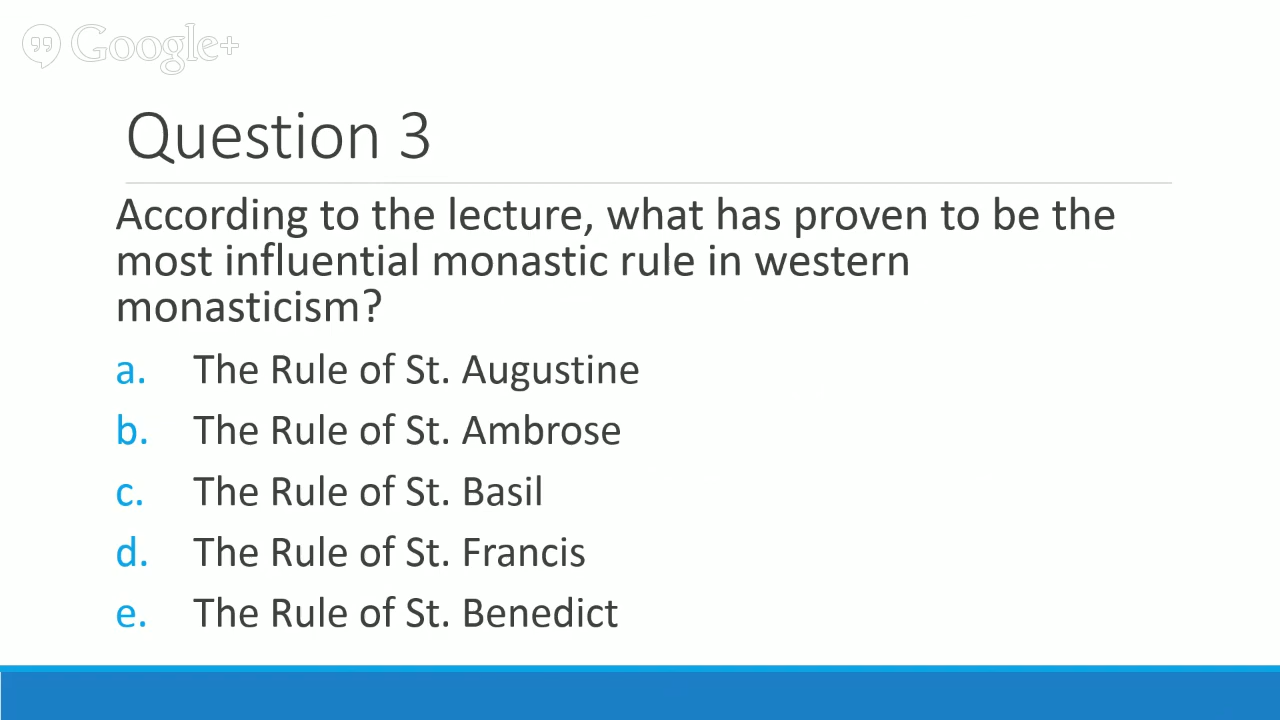 Google+
Question 3
According to the lecture, what has proven to be the
most influential monastic rule in western
monasticism?
a. The Rule of St. Augustine
b. The Rule of St. Ambrose
c. The Rule of St. Basil
d. The Rule of St. Francis
e. The Rule of St. Benedict